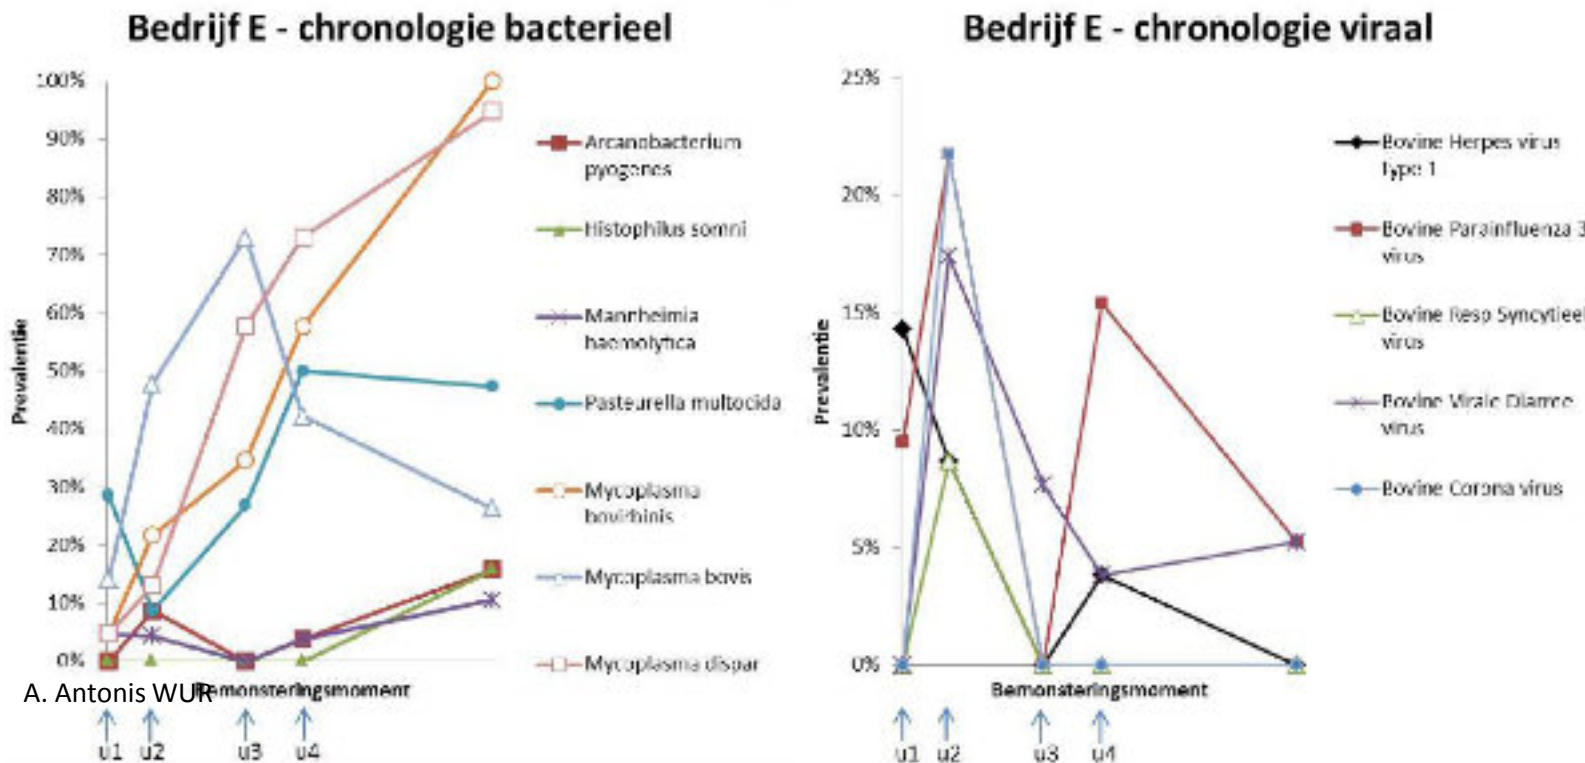 Bedrijf E - chronologie bacterieel
100%
90%
80%
70%
60%
50%
40%
30%
20%
10%
0%
Prevalentie
Arcanobacterium
pyogenes
Histophilus somni
Mannheimia
haemolytica
Pasteurella multocida
Mycoplasma
bovirhinis
Mycoplasma bovis
Mycoplasma dispar
Bemonsteringsmoment
A. Antonis WUR
u1 u2 u3 u4
Bedrijf E - chronologie viraal
25%
20%
15%
10%
5%
0%
Prevalentie
Bovine Herpes virus
type 1
Bovine Parainfluenza 3
virus
Bovine Resp Syncytieel
virus
Bovine Virale Diarree
virus
Bovine Corona virus
Bemonsteringsmoment
u1 u2 u3 u4